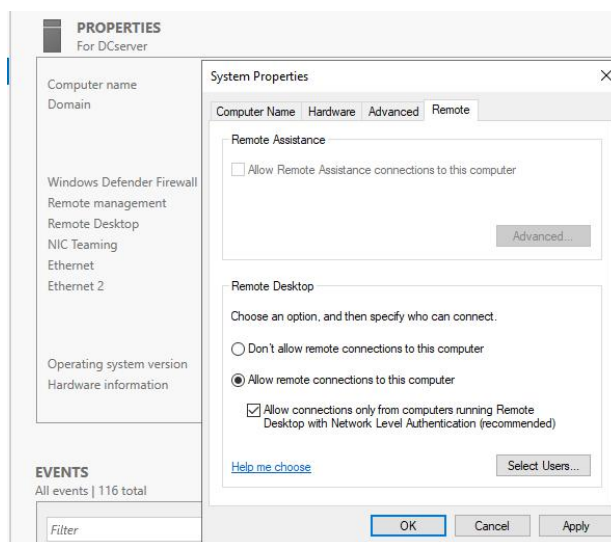 PROPERTIES
For DCserver
Computer name
Domain
Windows Defender Firewall
Remote management
Remote Desktop
NIC Teaming
Ethernet
Ethernet 2
Operating system version
Hardware information
EVENTS
All events | 116 total
Filter
System Properties
Computer Name Hardware Advanced Remote
Remote Assistance
Allow Remote Assistance connections to this computer
Advanced...
Remote Desktop
Choose an option, and then specify who can connect.
Don't allow remote connections to this computer
Allow remote connections to this computer
Allow connections only from computers running Remote
Desktop with Network Level Authentication (recommended)
Help me choose
Select Users...
OK Cancel Apply